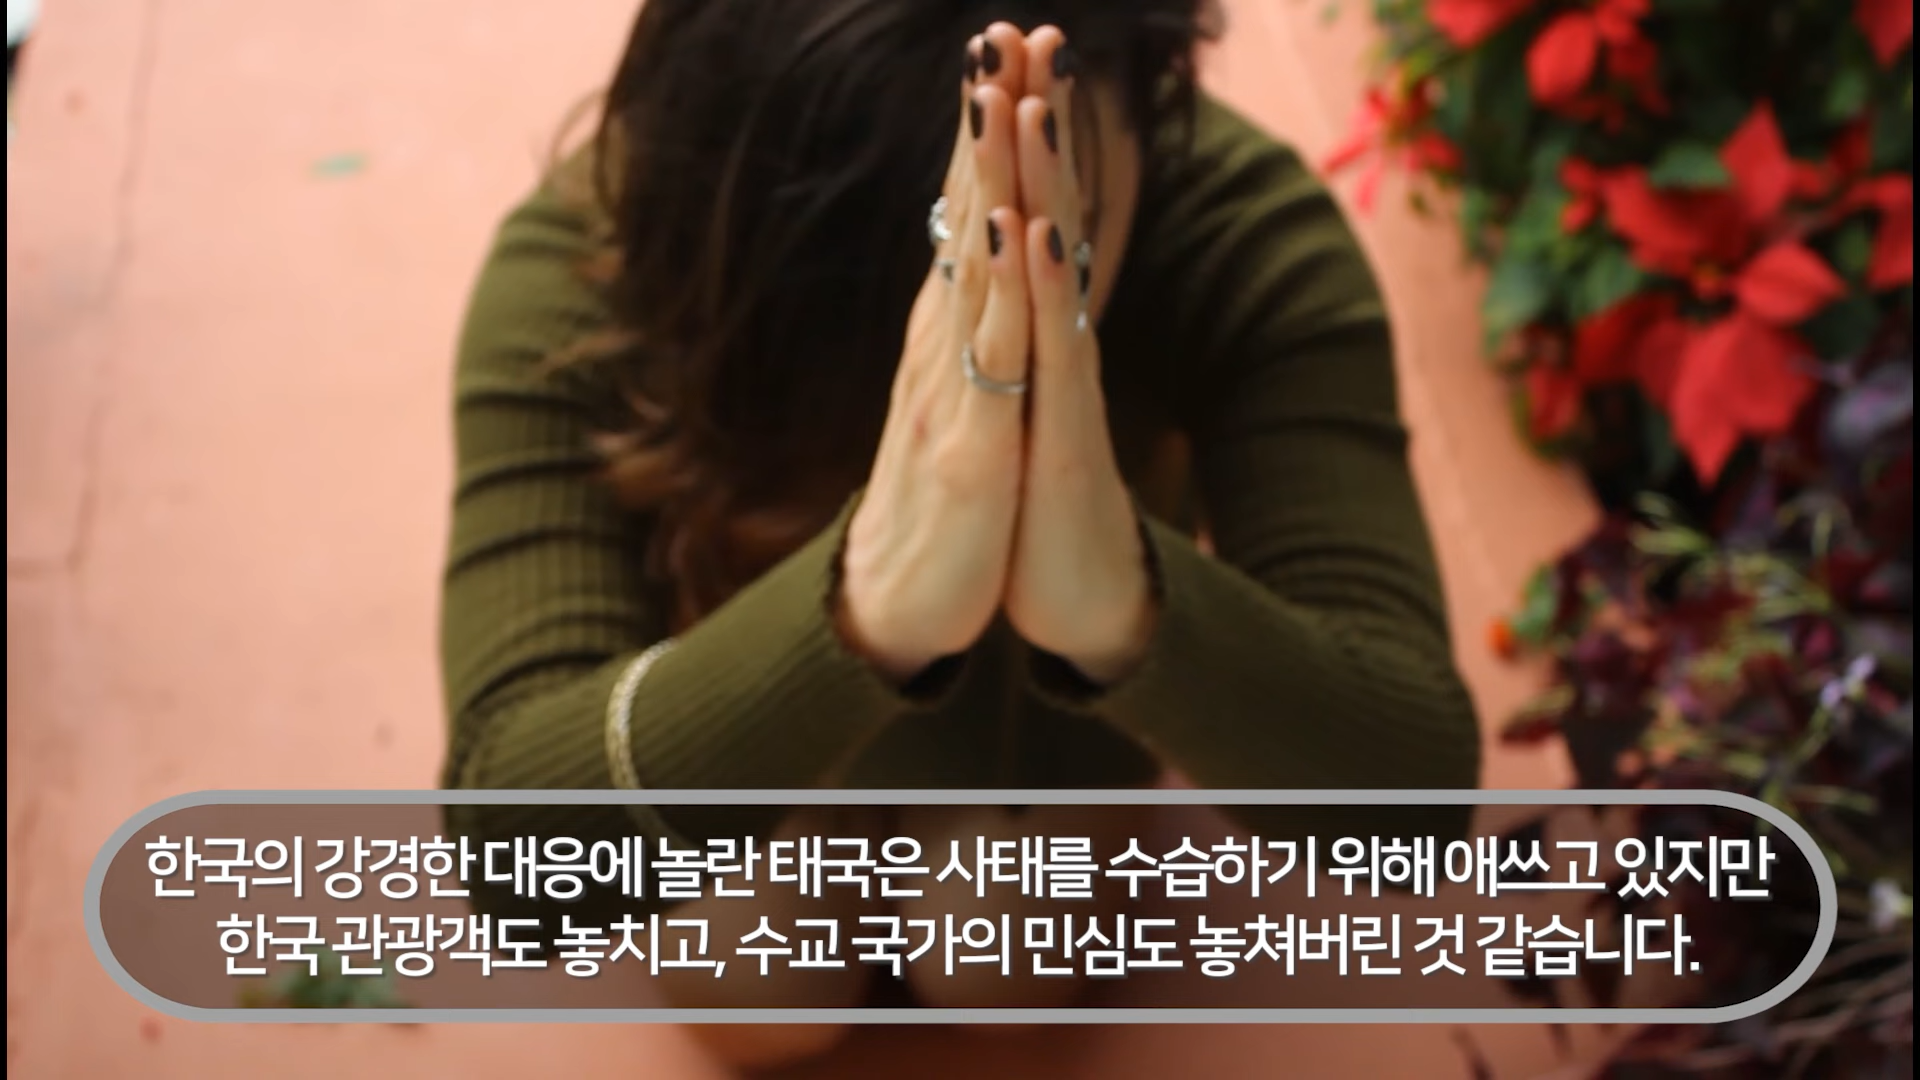 한국의 강경한 대응에 놀란 태국은 사태를 수습하기 위해 애쓰고 있지만
한국 관광객도 놓치고, 수교 국가의 민심도 놓쳐버린 것 같습니다.